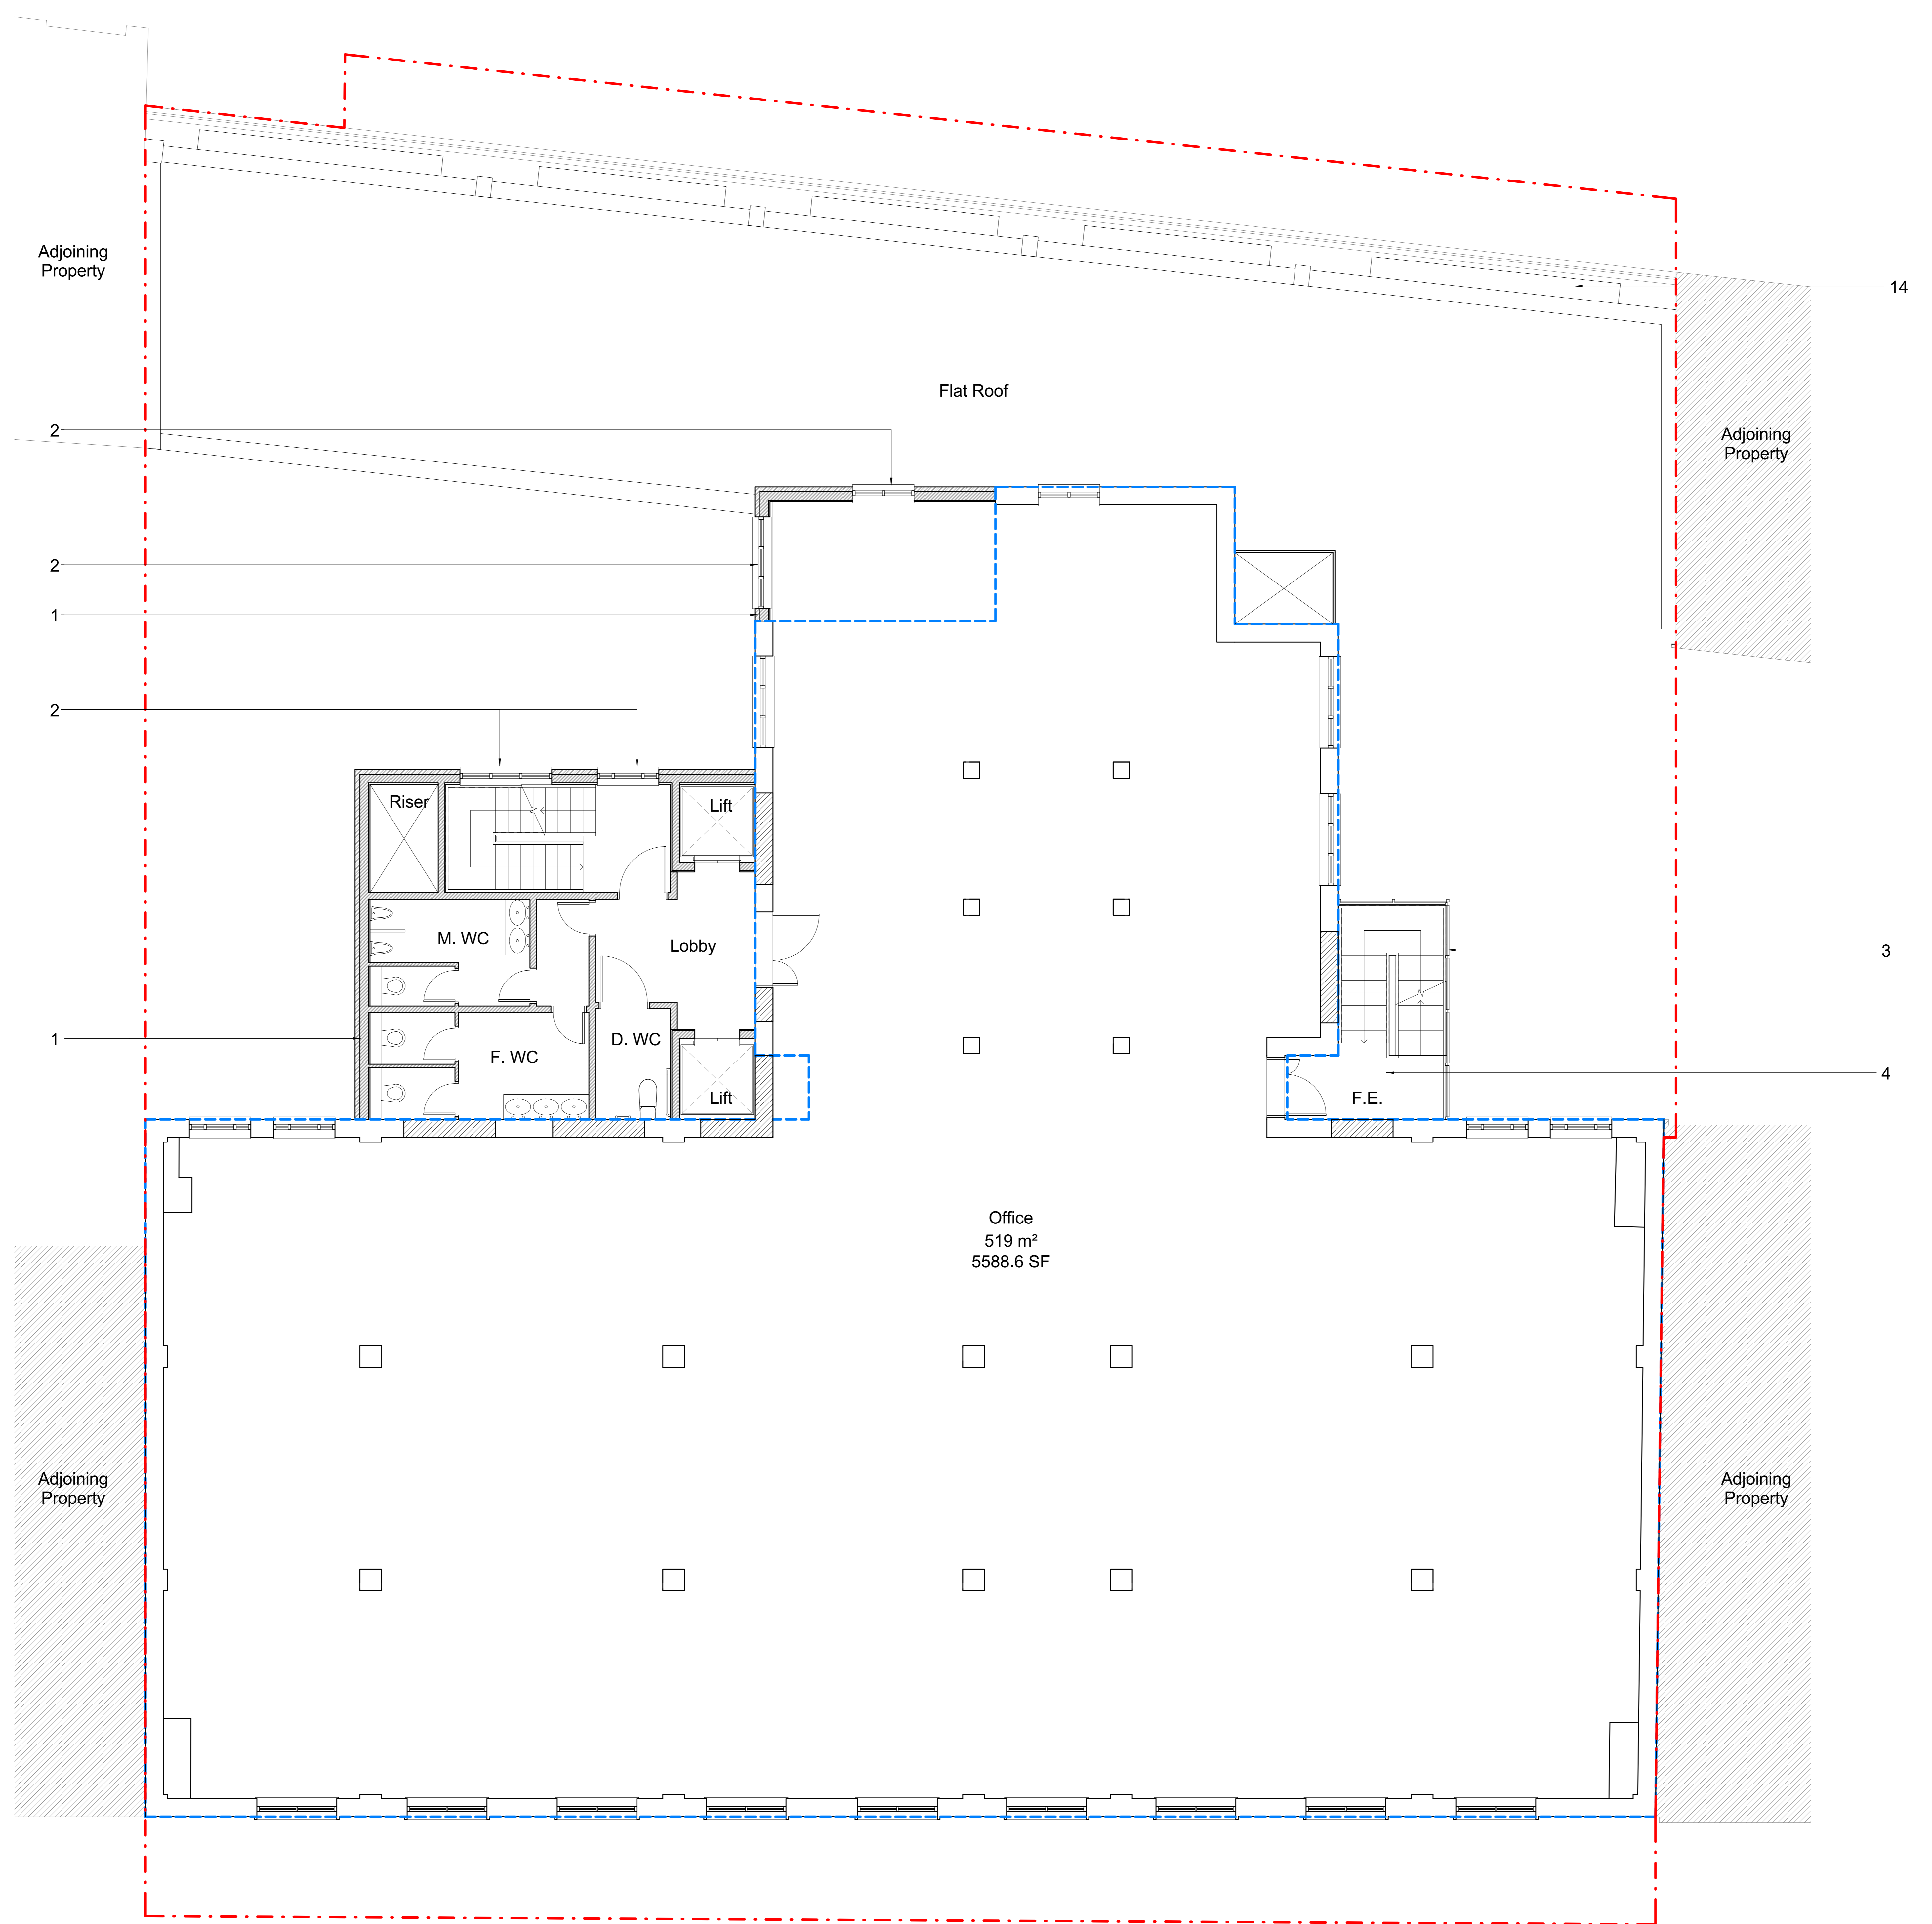 Adjoining
Property
14
Flat Roof
2
Adjoining
Property
2
1
2
Riser
Lift
M. WC
Lobby
3
1
D. WC
F. WC
4
Lift
F.E.
Office
519 m²
5588.6 SF
Adjoining
Property
Adjoining
Property